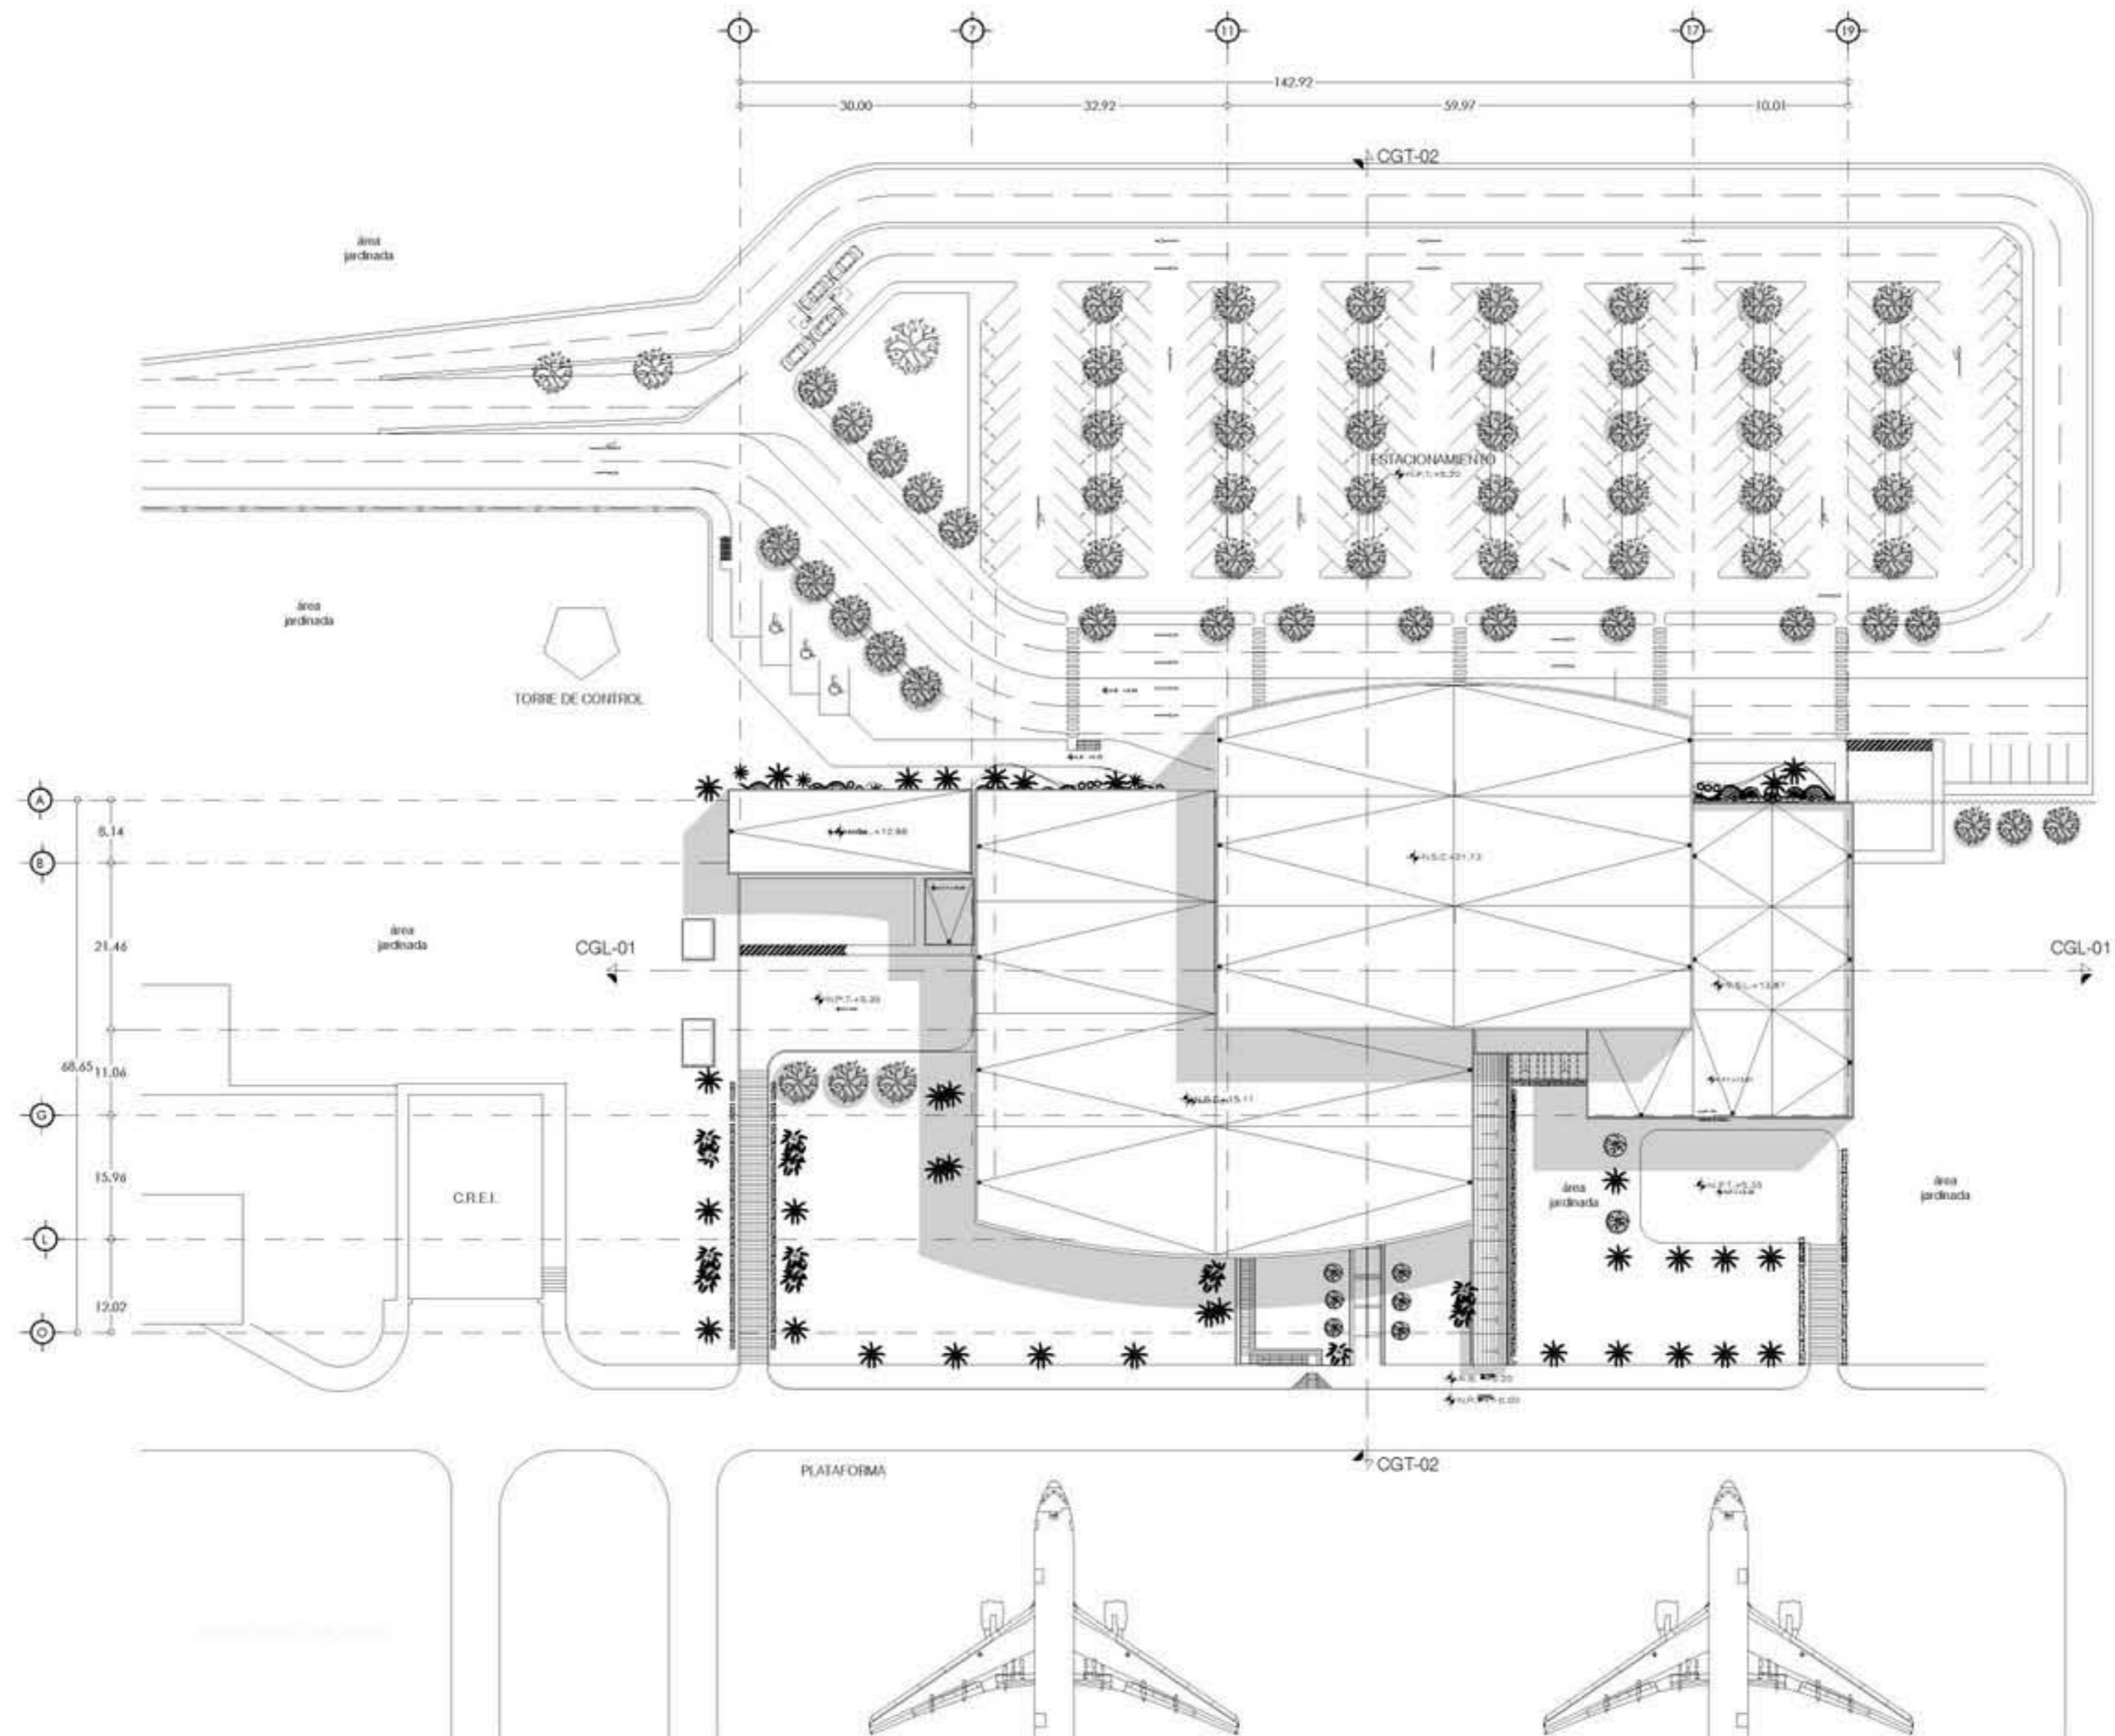 1
7
11
17
19
142.92
30.00
32.92
59.97
10.01
CGT-02
área
jardinada
ESTACIONAMIENTO
área
jardinada
TORRE DE CONTROL
A
8.14
B
N.S.C.+21.73
área
jardinada
21.46
CGL-01
CGL-01
68.65
11.06
G
15.96
C.R.E.I.
área
jardinada
área
jardinada
L
12.02
O
PLATAFORMA
CGT-02